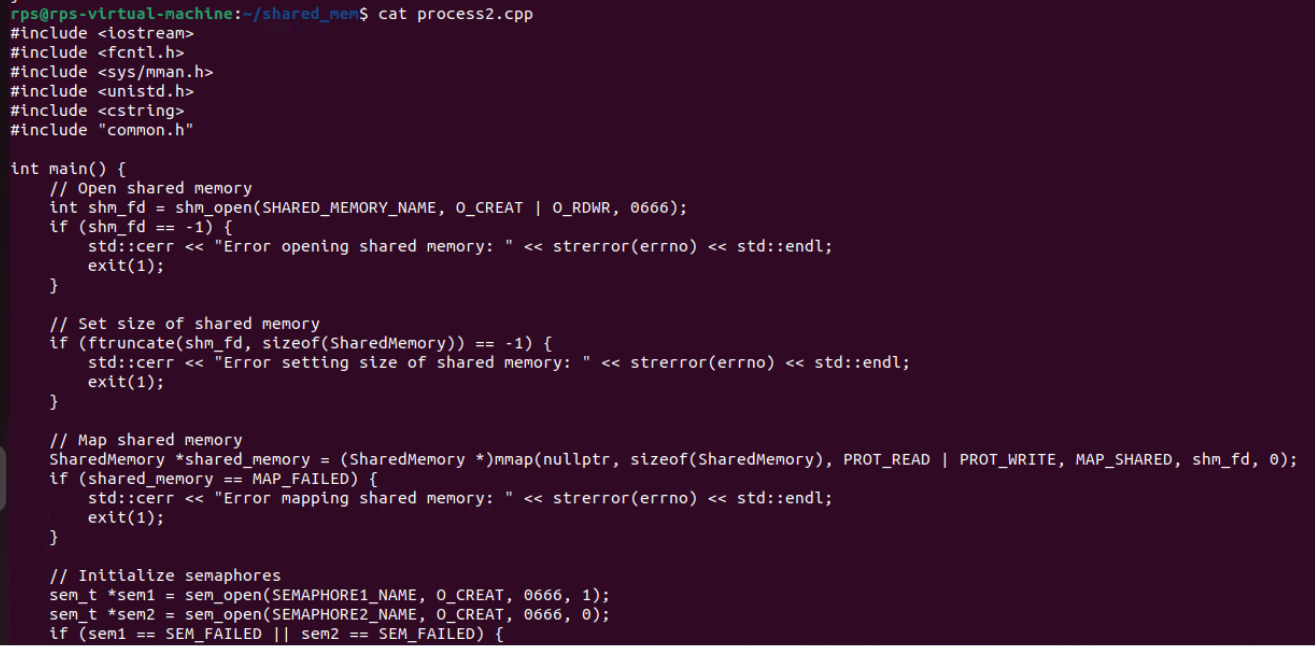 rps@rps-virtual-machine:~/shared_mem$ cat process2.cpp
#include <iostream>
#include <fcntl.h>
#include <sys/mman.h>
#include <unistd.h>
#include <cstring>
#include "common.h"

int main() {
    // Open shared memory
    int shm_fd = shm_open(SHARED_MEMORY_NAME, O_CREAT | O_RDWR, 0666);
    if (shm_fd == -1) {
        std::cerr << "Error opening shared memory: " << strerror(errno) << std::endl;
        exit(1);
    }

    // Set size of shared memory
    if (ftruncate(shm_fd, sizeof(SharedMemory)) == -1) {
        std::cerr << "Error setting size of shared memory: " << strerror(errno) << std::endl;
        exit(1);
    }

    // Map shared memory
    SharedMemory *shared_memory = (SharedMemory *)mmap(nullptr, sizeof(SharedMemory), PROT_READ | PROT_WRITE, MAP_SHARED, shm_fd, 0);
    if (shared_memory == MAP_FAILED) {
        std::cerr << "Error mapping shared memory: " << strerror(errno) << std::endl;
        exit(1);
    }

    // Initialize semaphores
    sem_t *sem1 = sem_open(SEMAPHORE1_NAME, O_CREAT, 0666, 1);
    sem_t *sem2 = sem_open(SEMAPHORE2_NAME, O_CREAT, 0666, 0);
    if (sem1 == SEM_FAILED || sem2 == SEM_FAILED) {